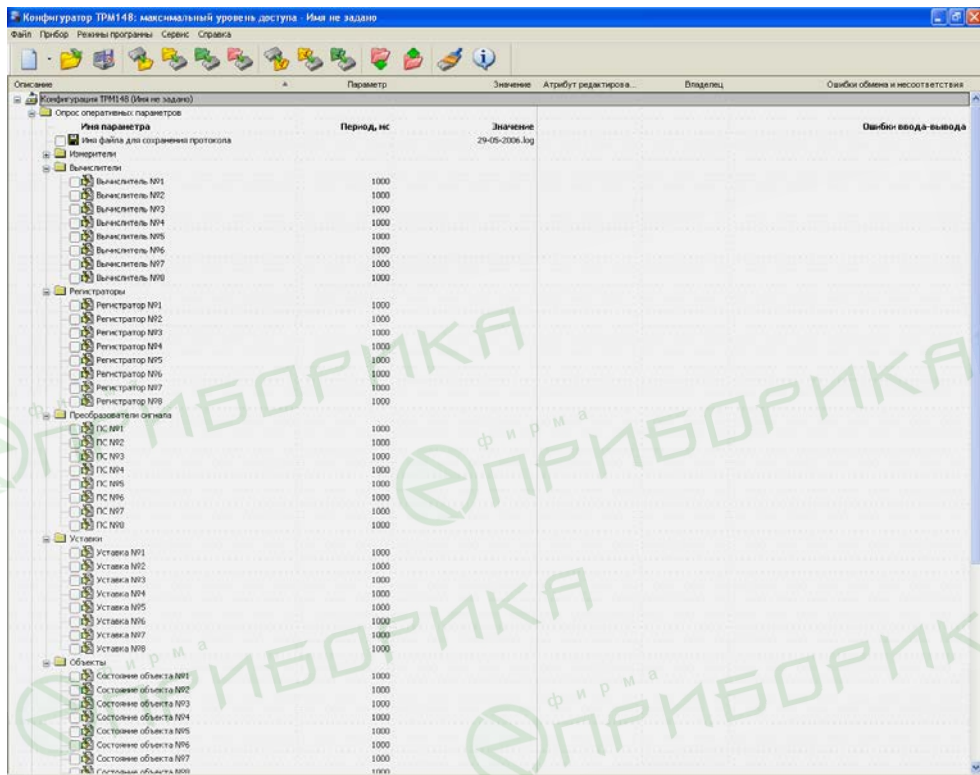 Конфигуратор ТРМ148: максимальный уровень доступа - Имя не задано
Файл Прибор Режимы программы Сервис Справка
Описание Параметр Значение Атрибут редактирова... Владелец Ошибки обмена и несоответствия
Конфигурация ТРМ148 (Имя не задано)
Опрос оперативных параметров
Имя параметра Период, мс Значение Ошибки ввода-вывода
Имя файла для сохранения протокола 29-05-2006.log
Измерители
Вычислители
Вычислитель №1 1000
Вычислитель №2 1000
Вычислитель №3 1000
Вычислитель №4 1000
Вычислитель №5 1000
Вычислитель №6 1000
Вычислитель №7 1000
Вычислитель №8 1000
Регистраторы
Регистратор №1 1000
Регистратор №2 1000
Регистратор №3 1000
Регистратор №4 1000
Регистратор №5 1000
Регистратор №6 1000
Регистратор №7 1000
Регистратор №8 1000
Преобразователи сигнала
ПС №1 1000
ПС №2 1000
ПС №3 1000
ПС №4 1000
ПС №5 1000
ПС №6 1000
ПС №7 1000
ПС №8 1000
Уставки
Уставка №1 1000
Уставка №2 1000
Уставка №3 1000
Уставка №4 1000
Уставка №5 1000
Уставка №6 1000
Уставка №7 1000
Уставка №8 1000
Объекты
Состояние объекта №1 1000
Состояние объекта №2 1000
Состояние объекта №3 1000
Состояние объекта №4 1000
Состояние объекта №5 1000
Состояние объекта №6 1000
Состояние объекта №7 1000
Состояние объекта №8 1000
фирма
ПРИБОРИКА
фирма
ПРИБОРИКА
фирма
ПРИБОРИКА
фирма
ПРИБОРИК